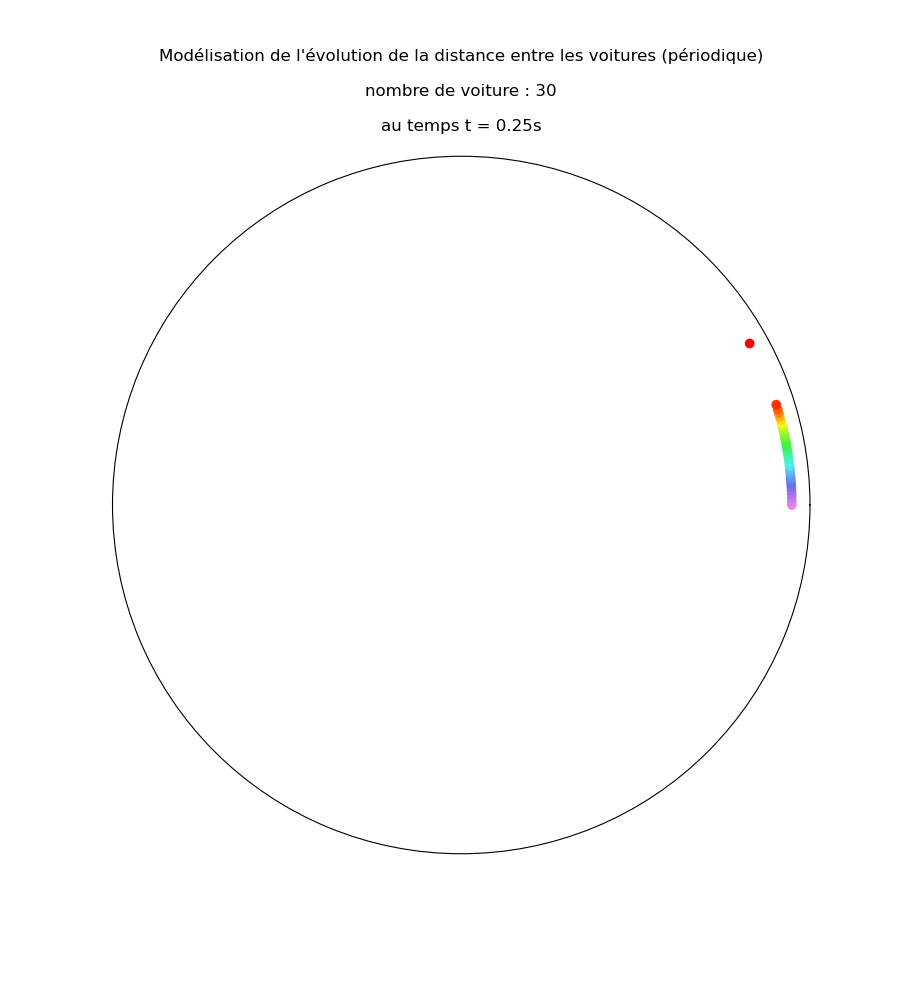 Modélisation de l'évolution de la distance entre les voitures (périodique)
nombre de voiture : 30
au temps t = 0.25s